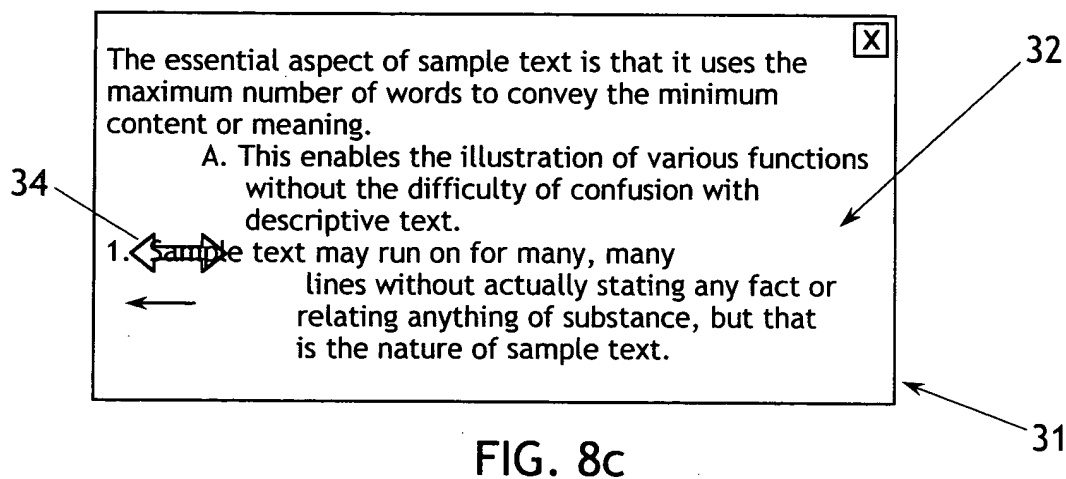 X
The essential aspect of sample text is that it uses the
maximum number of words to convey the minimum
content or meaning.
A. This enables the illustration of various functions
without the difficulty of confusion with
descriptive text.
1. Sample text may run on for many, many
lines without actually stating any fact or
relating anything of substance, but that
is the nature of sample text.
32
34
31
FIG. 8c